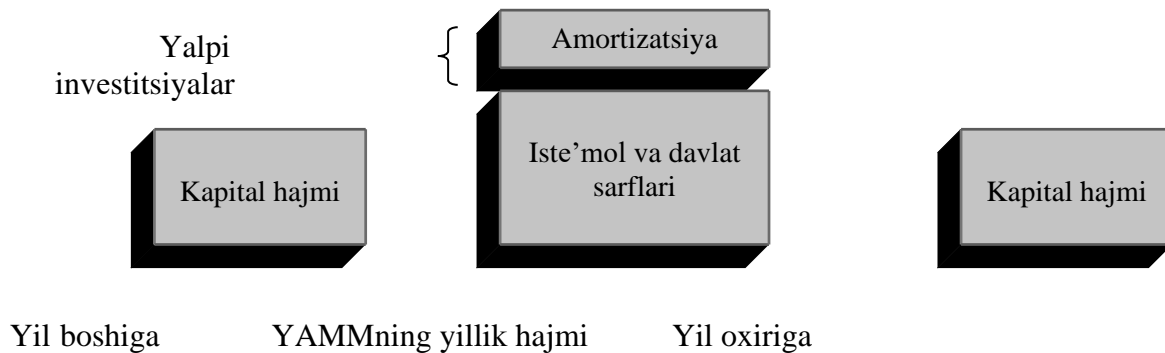 Yalpi
investitsiyalar
Amortizatsiya
Kapital hajmi
Iste’mol va davlat
sarflari
Kapital hajmi
Yil boshiga YAMMning yillik hajmi Yil oxiriga